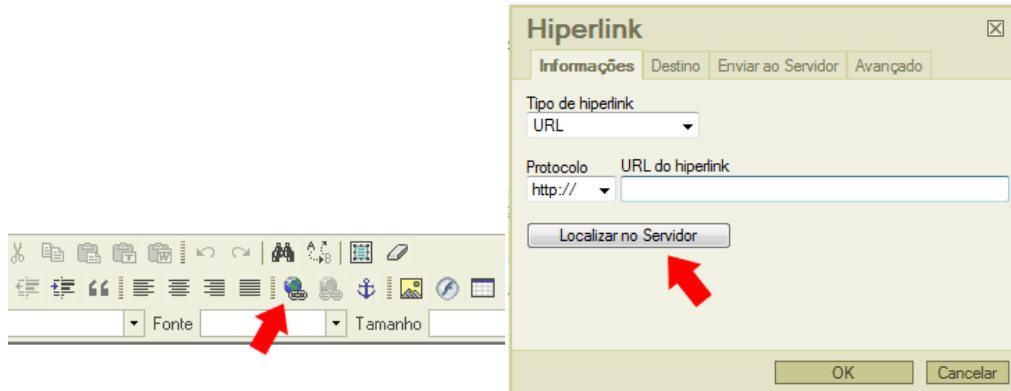 Fonte
Tamanho
Hiperlink
Informações Destino Enviar ao Servidor Avançado
Tipo de hiperlink
URL
Protocolo URL do hiperlink
http://
Localizar no Servidor
OK Cancelar